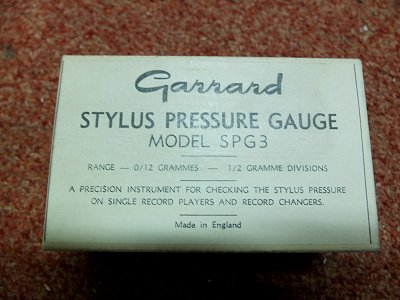 Garrard
STYLUS PRESSURE GAUGE
MODEL SPG3
RANGE — 0/12 GRAMMES — 1/2 GRAMME DIVISIONS
A PRECISION INSTRUMENT FOR CHECKING THE STYLUS PRESSURE
ON SINGLE RECORD PLAYERS AND RECORD CHANGERS.
Made in England